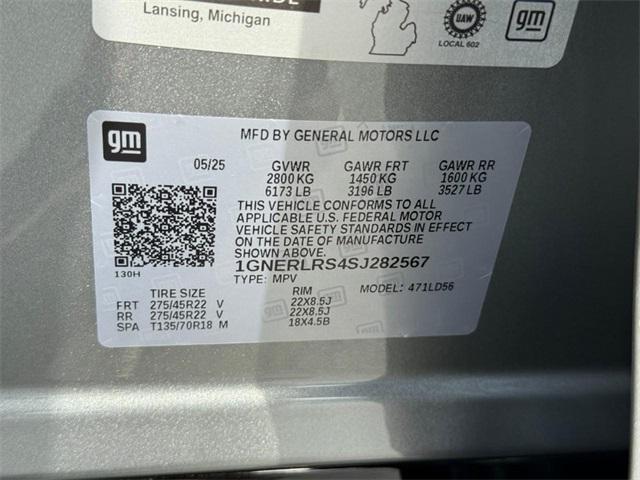 Lansing, Michigan
UAW
LOCAL 602
gm
gm
MFD BY GENERAL MOTORS LLC
05/25 GVWR GAWR FRT GAWR RR
2800 KG 1450 KG 1600 KG
6173 LB 3196 LB 3527 LB
THIS VEHICLE CONFORMS TO ALL
APPLICABLE U.S. FEDERAL MOTOR
VEHICLE SAFETY STANDARDS IN EFFECT
ON THE DATE OF MANUFACTURE
SHOWN ABOVE.
1GNERLRS4SJ282567
130H
TYPE: MPV MODEL: 471LD56
TIRE SIZE RIM
FRT 275/45R22 V 22X8.5J
RR 275/45R22 V 22X8.5J
SPA T135/70R18 M 18X4.5B